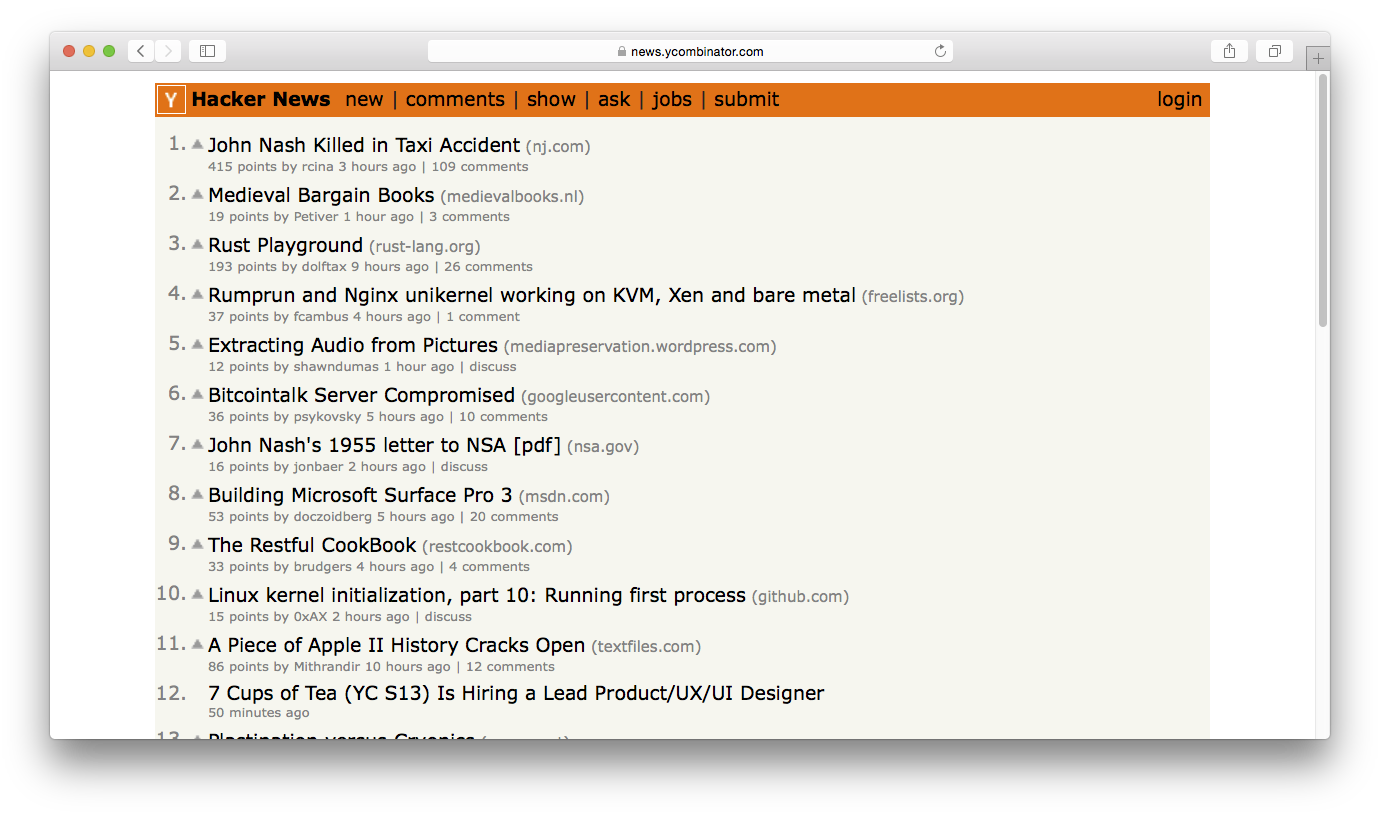 news.ycombinator.com
Y Hacker News new | comments | show | ask | jobs | submit login
1. John Nash Killed in Taxi Accident (nj.com)
415 points by rcina 3 hours ago | 109 comments
2. Medieval Bargain Books (medievalbooks.nl)
19 points by Petiver 1 hour ago | 3 comments
3. Rust Playground (rust-lang.org)
193 points by dolftax 9 hours ago | 26 comments
4. Rumprun and Nginx unikernel working on KVM, Xen and bare metal (freelists.org)
37 points by fcambus 4 hours ago | 1 comment
5. Extracting Audio from Pictures (mediapreservation.wordpress.com)
12 points by shawndumas 1 hour ago | discuss
6. Bitcointalk Server Compromised (googleusercontent.com)
36 points by psykovsky 5 hours ago | 10 comments
7. John Nash's 1955 letter to NSA [pdf] (nsa.gov)
16 points by jonbaer 2 hours ago | discuss
8. Building Microsoft Surface Pro 3 (msdn.com)
53 points by doczoidberg 5 hours ago | 20 comments
9. The Restful CookBook (restcookbook.com)
33 points by brudgers 4 hours ago | 4 comments
10. Linux kernel initialization, part 10: Running first process (github.com)
15 points by 0xAX 2 hours ago | discuss
11. A Piece of Apple II History Cracks Open (textfiles.com)
86 points by Mithrandir 10 hours ago | 12 comments
12. 7 Cups of Tea (YC S13) Is Hiring a Lead Product/UX/UI Designer
50 minutes ago
13. Plastination versus Cryonics